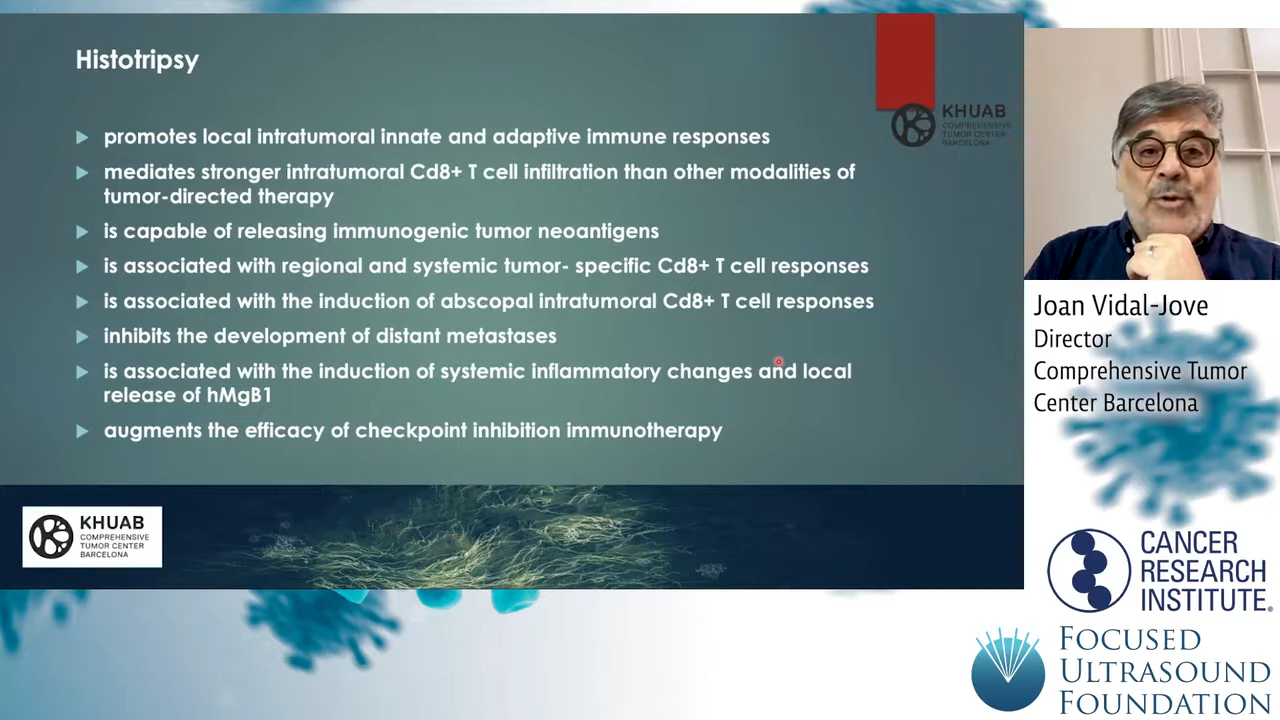 Histotripsy
KHUAB
COMPREHENSIVE
TUMOR CENTER
BARCELONA
promotes local intratumoral innate and adaptive immune responses
mediates stronger intratumoral Cd8+ T cell infiltration than other modalities of
tumor-directed therapy
is capable of releasing immunogenic tumor neoantigens
is associated with regional and systemic tumor- specific Cd8+ T cell responses
is associated with the induction of abscopal intratumoral Cd8+ T cell responses
inhibits the development of distant metastases
is associated with the induction of systemic inflammatory changes and local
release of hMgB1
augments the efficacy of checkpoint inhibition immunotherapy
KHUAB
COMPREHENSIVE
TUMOR CENTER
BARCELONA
Joan Vidal-Jove
Director
Comprehensive Tumor
Center Barcelona
CANCER
RESEARCH
INSTITUTE®
FOCUSED
ULTRASOUND
FOUNDATION